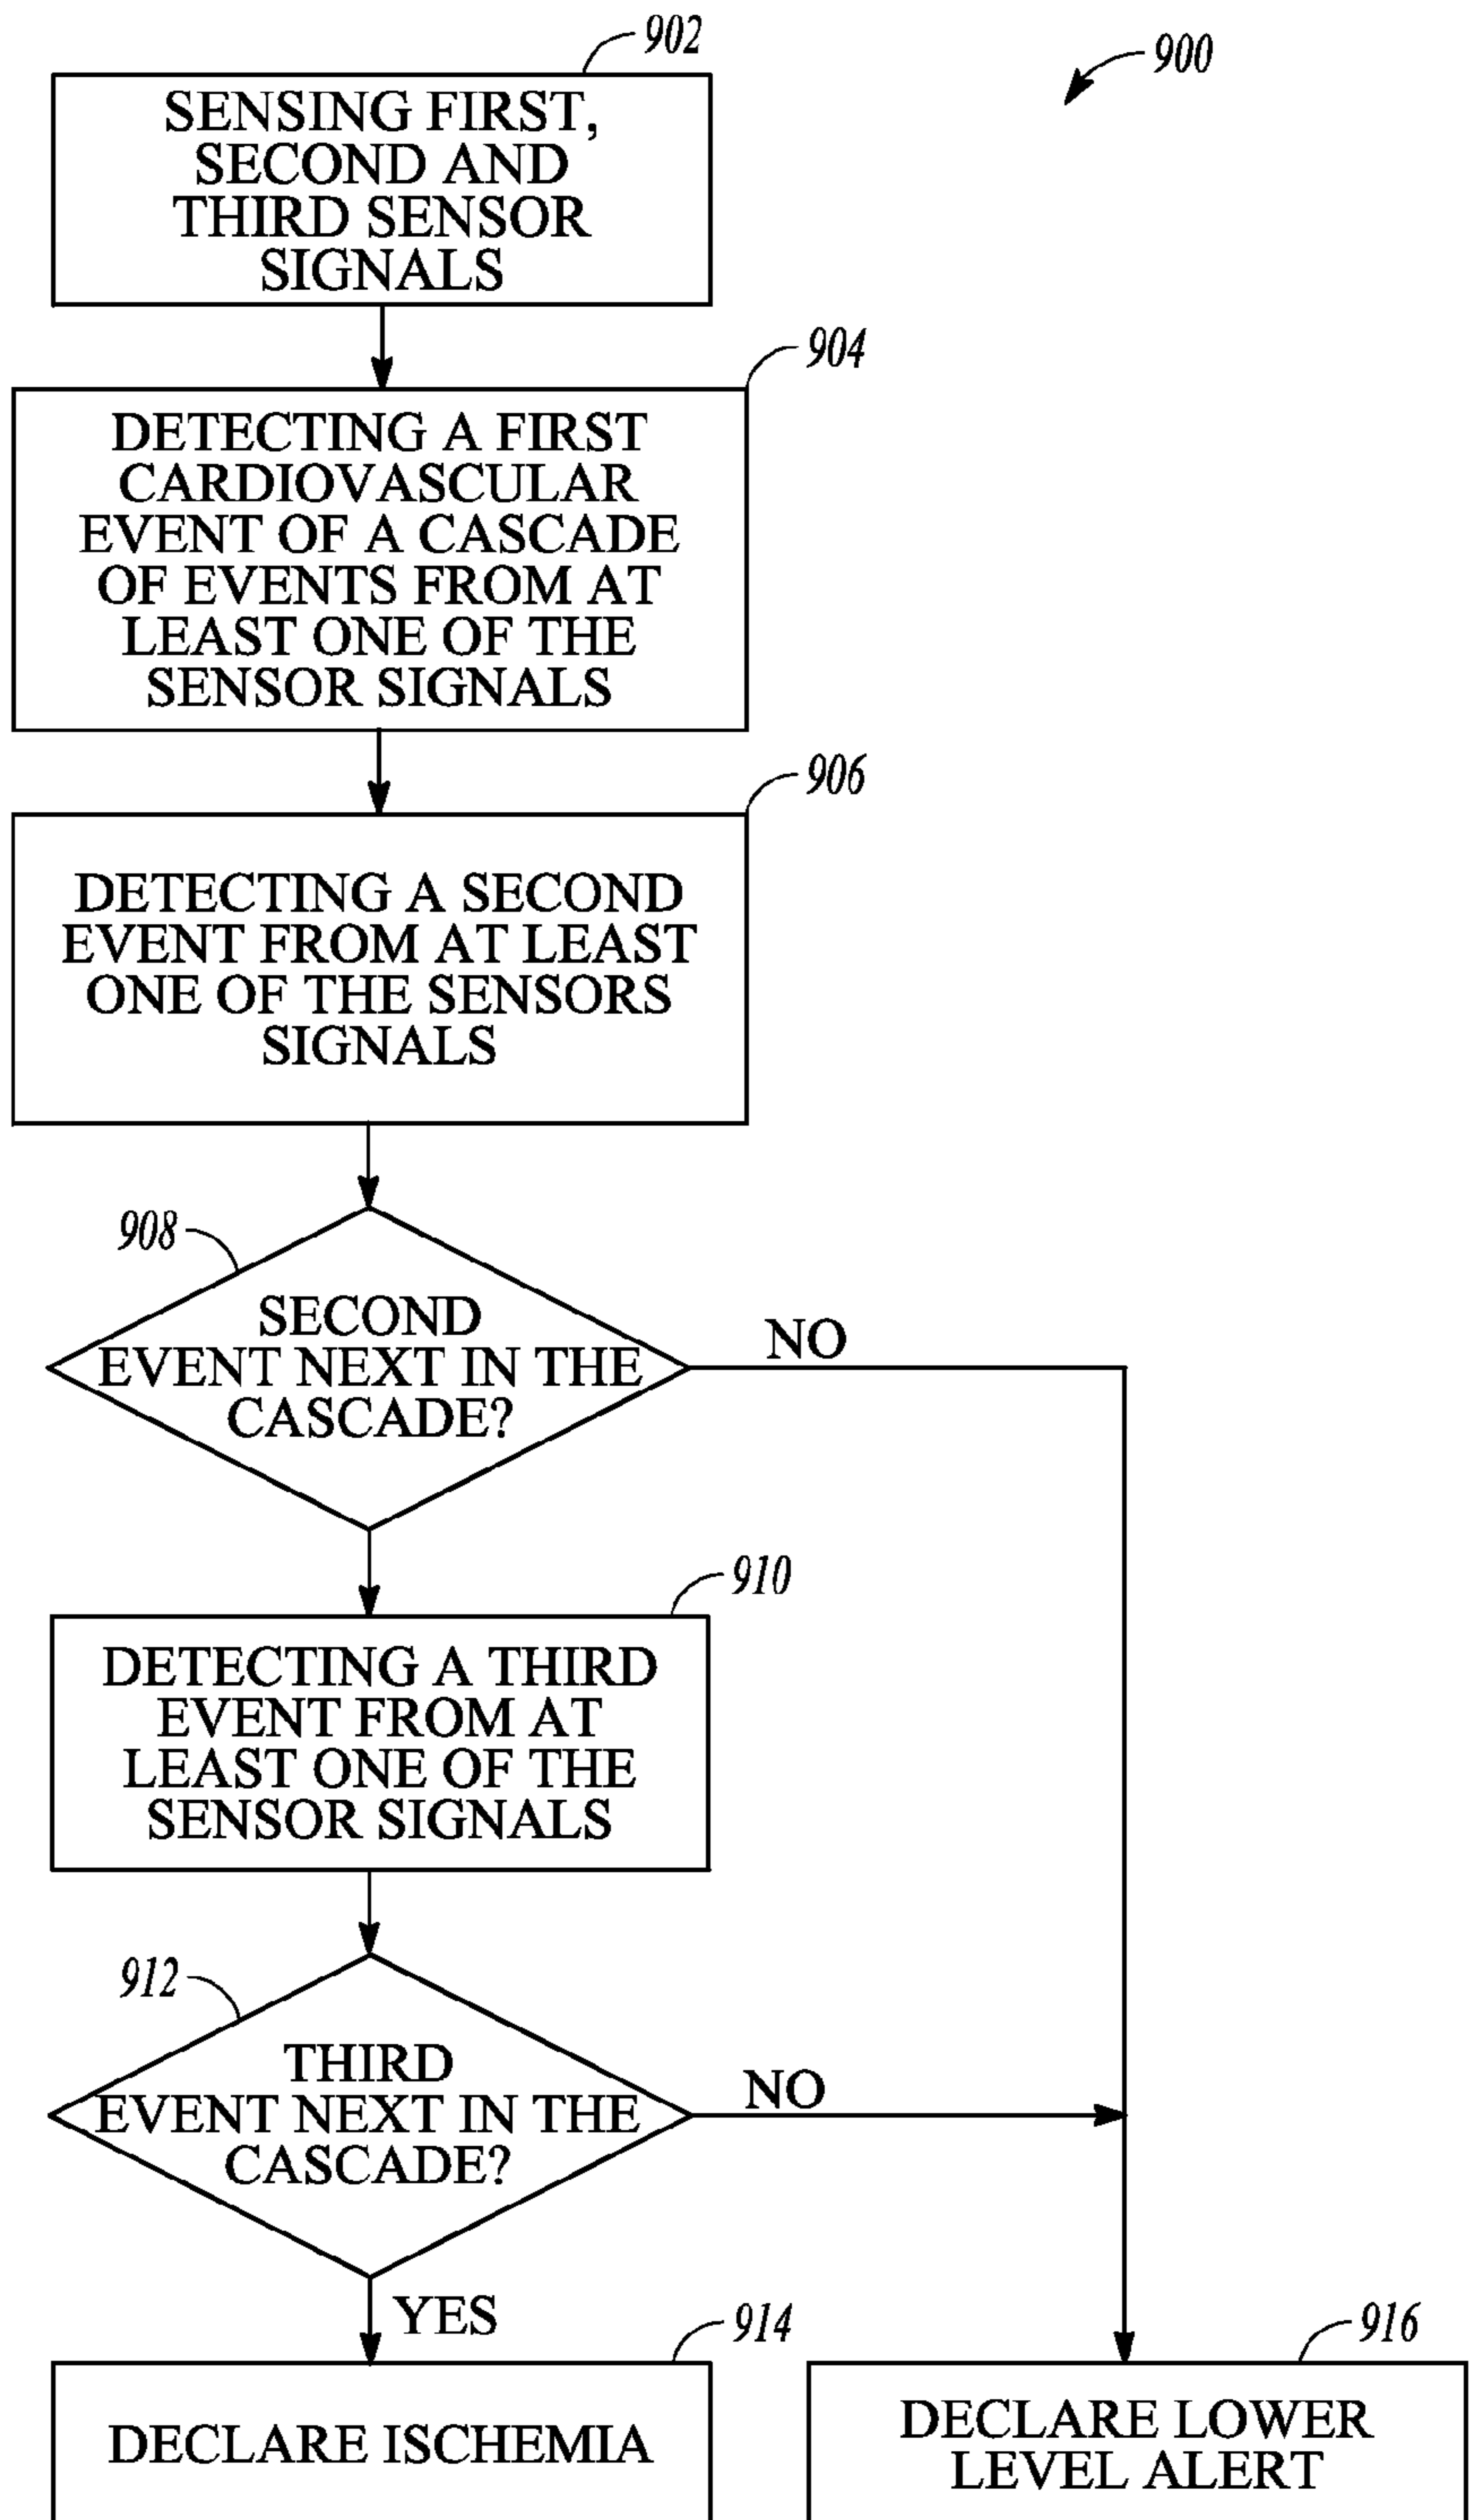 902
900
SENSING FIRST,
SECOND AND
THIRD SENSOR
SIGNALS
904
DETECTING A FIRST
CARDIOVASCULAR
EVENT OF A CASCADE
OF EVENTS FROM AT
LEAST ONE OF THE
SENSOR SIGNALS
906
DETECTING A SECOND
EVENT FROM AT LEAST
ONE OF THE SENSORS
SIGNALS
908
SECOND
EVENT NEXT IN THE
CASCADE?
NO
910
DETECTING A THIRD
EVENT FROM AT
LEAST ONE OF THE
SENSOR SIGNALS
912
THIRD
EVENT NEXT IN THE
CASCADE?
NO
YES
914
DECLARE ISCHEMIA
916
DECLARE LOWER
LEVEL ALERT